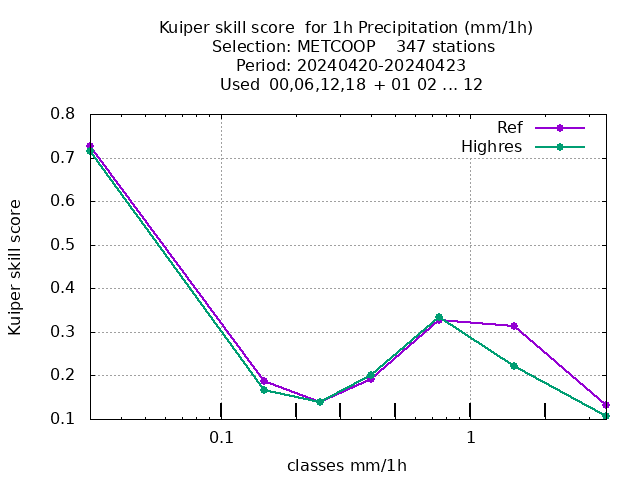 Kuiper skill score  for 1h Precipitation (mm/1h)
Selection: METCOOP    347 stations
Period: 20240420-20240423
Used  00,06,12,18  + 01 02 ... 12
Ref
Highres
0.8
0.7
0.6
0.5
0.4
0.3
0.2
0.1
Kuiper skill score
0.1
1
classes mm/1h